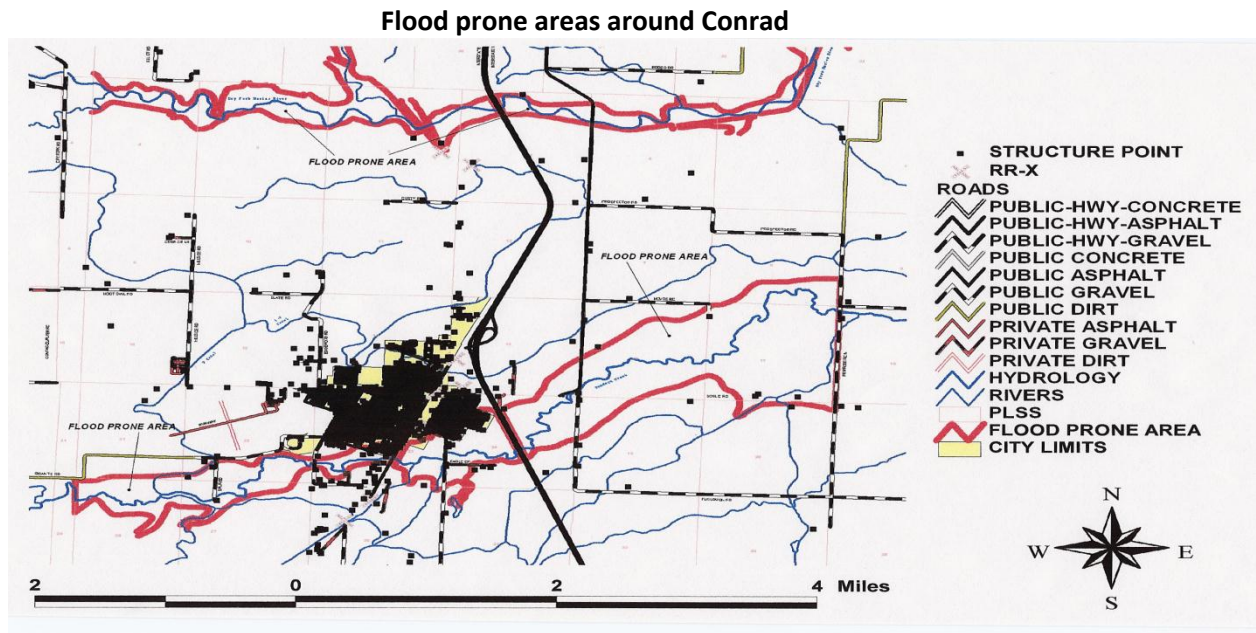 Flood prone areas around Conrad
FLOOD PRONE AREA
FLOOD PRONE AREA
FLOOD PRONE AREA
STRUCTURE POINT
RR-X
ROADS
PUBLIC-HWY-CONCRETE
PUBLIC-HWY-ASPHALT
PUBLIC-HWY-GRAVEL
PUBLIC CONCRETE
PUBLIC ASPHALT
PUBLIC GRAVEL
PUBLIC DIRT
PRIVATE ASPHALT
PRIVATE GRAVEL
PRIVATE DIRT
HYDROLOGY
RIVERS
PLSS
FLOOD PRONE AREA
CITY LIMITS
N
W E
S
2 0 2 4 Miles